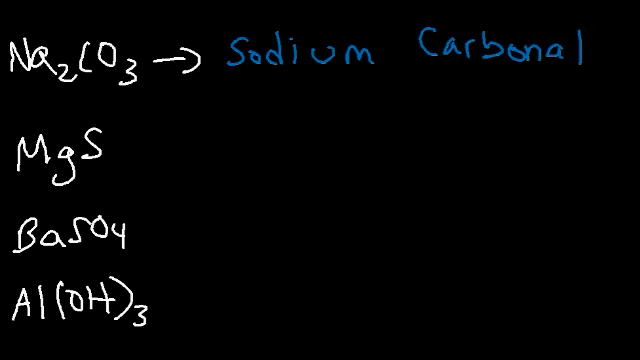 Na₂CO₃ → Sodium Carbonal
MgS
BaSO₄
Al(OH)₃